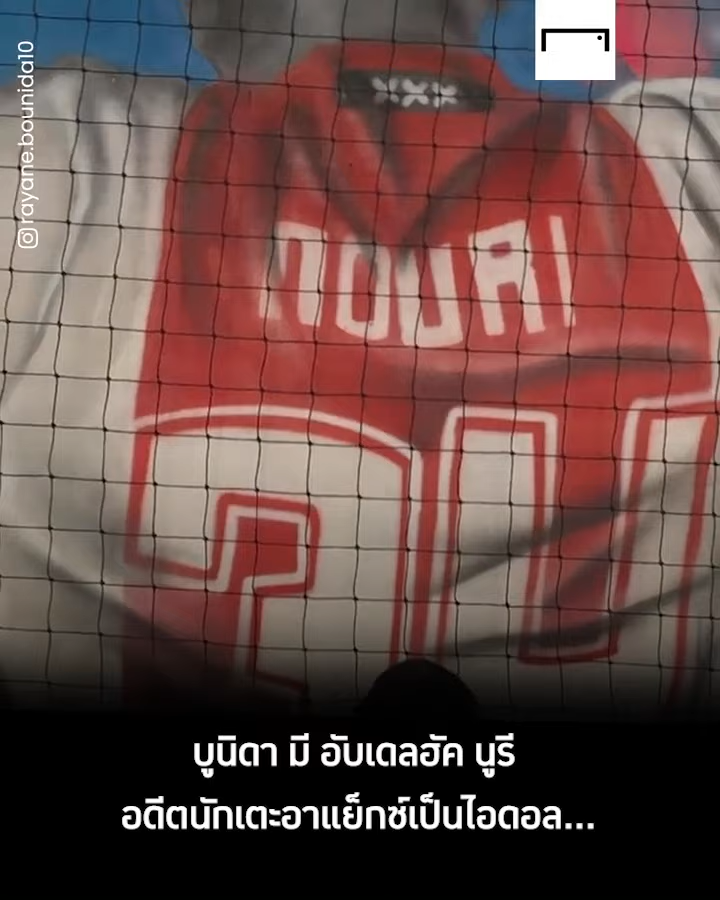 rayane.bounida10
XXX
NOURI
34
บูนิดา มี อับเดลฮัค นูรี
อดีตนักเตะอาแย็กซ์เป็นไอดอล...